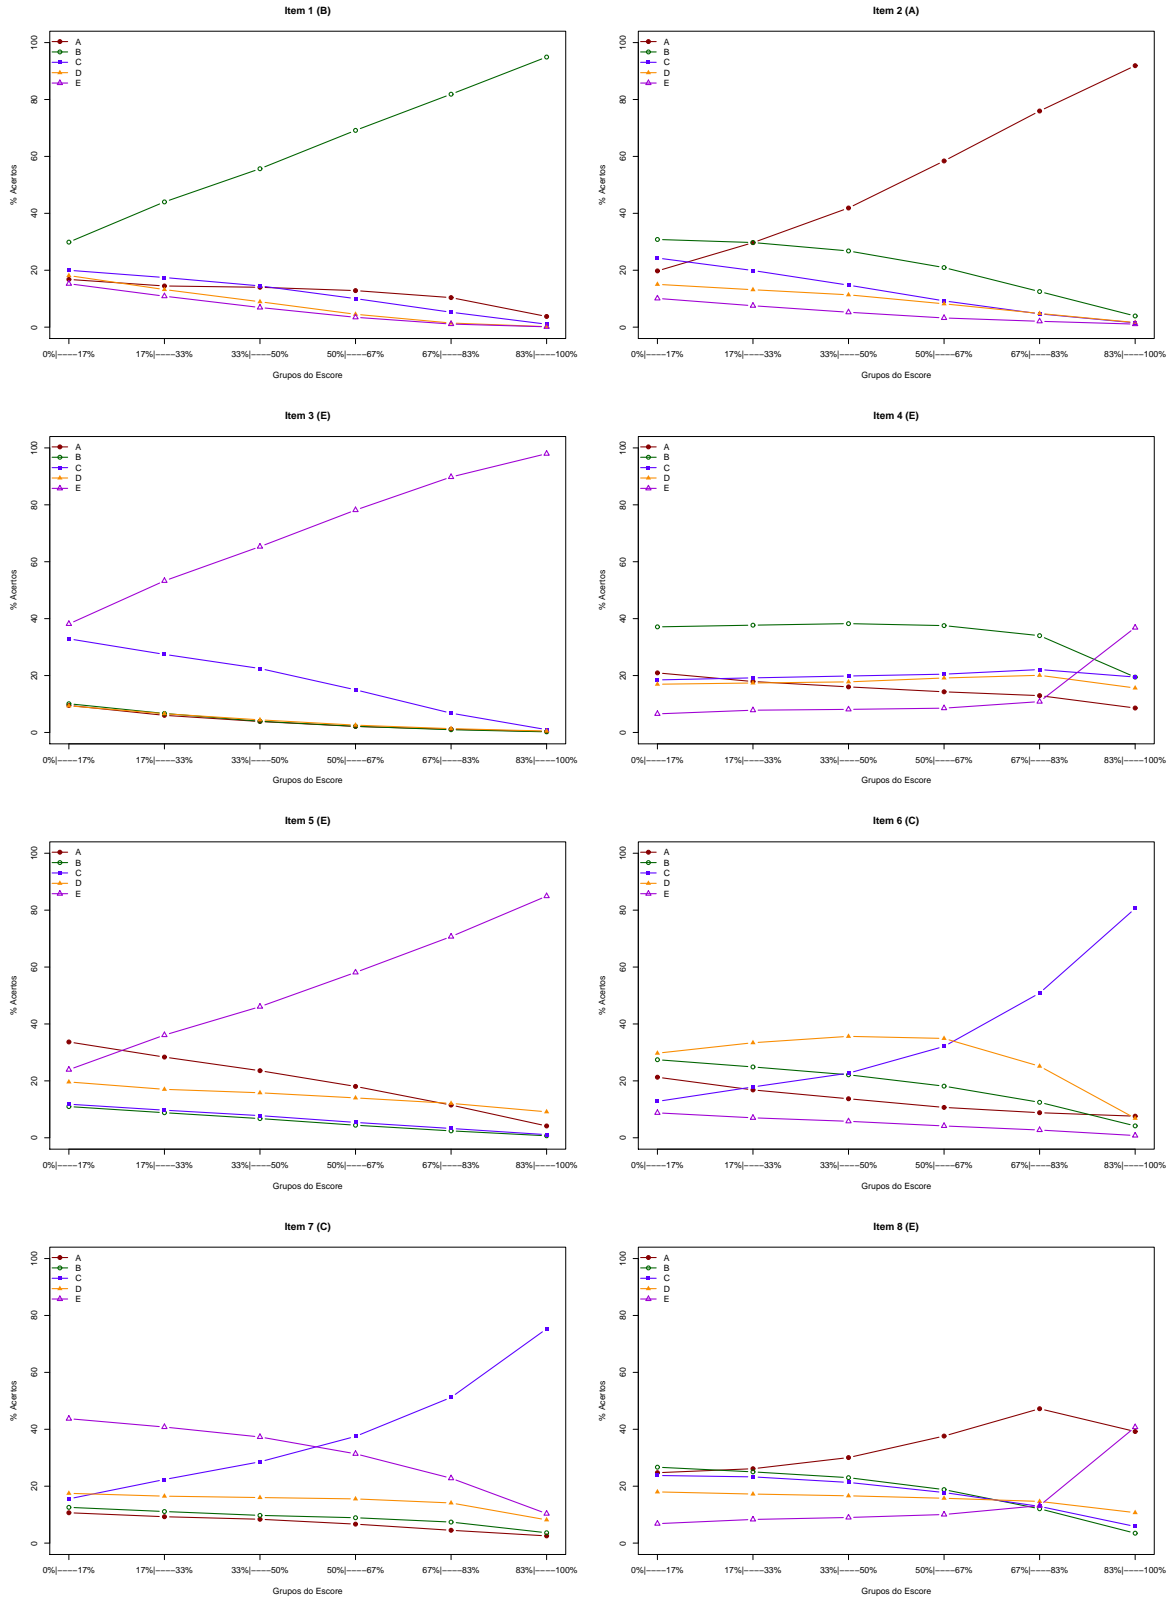 Item 1 (B)
A
B
C
D
E
100
80
60
40
20
0
% Acertos
0%|----17%
17%|----33%
33%|----50%
50%|----67%
67%|----83%
83%|----100%
Grupos do Escore
Item 2 (A)
A
B
C
D
E
100
80
60
40
20
0
% Acertos
0%|----17%
17%|----33%
33%|----50%
50%|----67%
67%|----83%
83%|----100%
Grupos do Escore
Item 3 (E)
A
B
C
D
E
100
80
60
40
20
0
% Acertos
0%|----17%
17%|----33%
33%|----50%
50%|----67%
67%|----83%
83%|----100%
Grupos do Escore
Item 4 (E)
A
B
C
D
E
100
80
60
40
20
0
% Acertos
0%|----17%
17%|----33%
33%|----50%
50%|----67%
67%|----83%
83%|----100%
Grupos do Escore
Item 5 (E)
A
B
C
D
E
100
80
60
40
20
0
% Acertos
0%|----17%
17%|----33%
33%|----50%
50%|----67%
67%|----83%
83%|----100%
Grupos do Escore
Item 6 (C)
A
B
C
D
E
100
80
60
40
20
0
% Acertos
0%|----17%
17%|----33%
33%|----50%
50%|----67%
67%|----83%
83%|----100%
Grupos do Escore
Item 7 (C)
A
B
C
D
E
100
80
60
40
20
0
% Acertos
0%|----17%
17%|----33%
33%|----50%
50%|----67%
67%|----83%
83%|----100%
Grupos do Escore
Item 8 (E)
A
B
C
D
E
100
80
60
40
20
0
% Acertos
0%|----17%
17%|----33%
33%|----50%
50%|----67%
67%|----83%
83%|----100%
Grupos do Escore